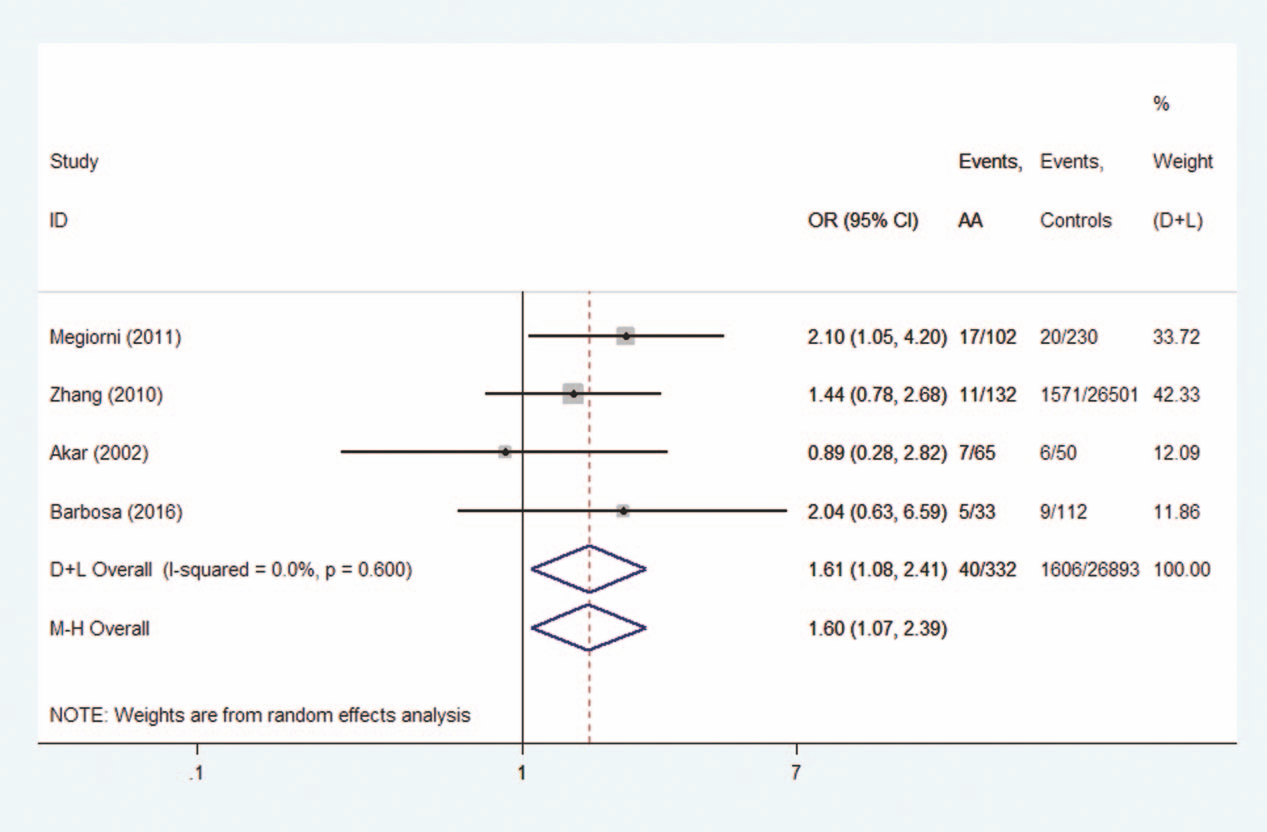 %
Study Events, Events, Weight
ID OR (95% CI) AA Controls (D+L)
Megiorni (2011) 2.10 (1.05, 4.20) 17/102 20/230 33.72
Zhang (2010) 1.44 (0.78, 2.68) 11/132 1571/26501 42.33
Akar (2002) 0.89 (0.28, 2.82) 7/65 6/50 12.09
Barbosa (2016) 2.04 (0.63, 6.59) 5/33 9/112 11.86
D+L Overall (I-squared = 0.0%, p = 0.600) 1.61 (1.08, 2.41) 40/332 1606/26893 100.00
M-H Overall 1.60 (1.07, 2.39)
NOTE: Weights are from random effects analysis
.1 1 7